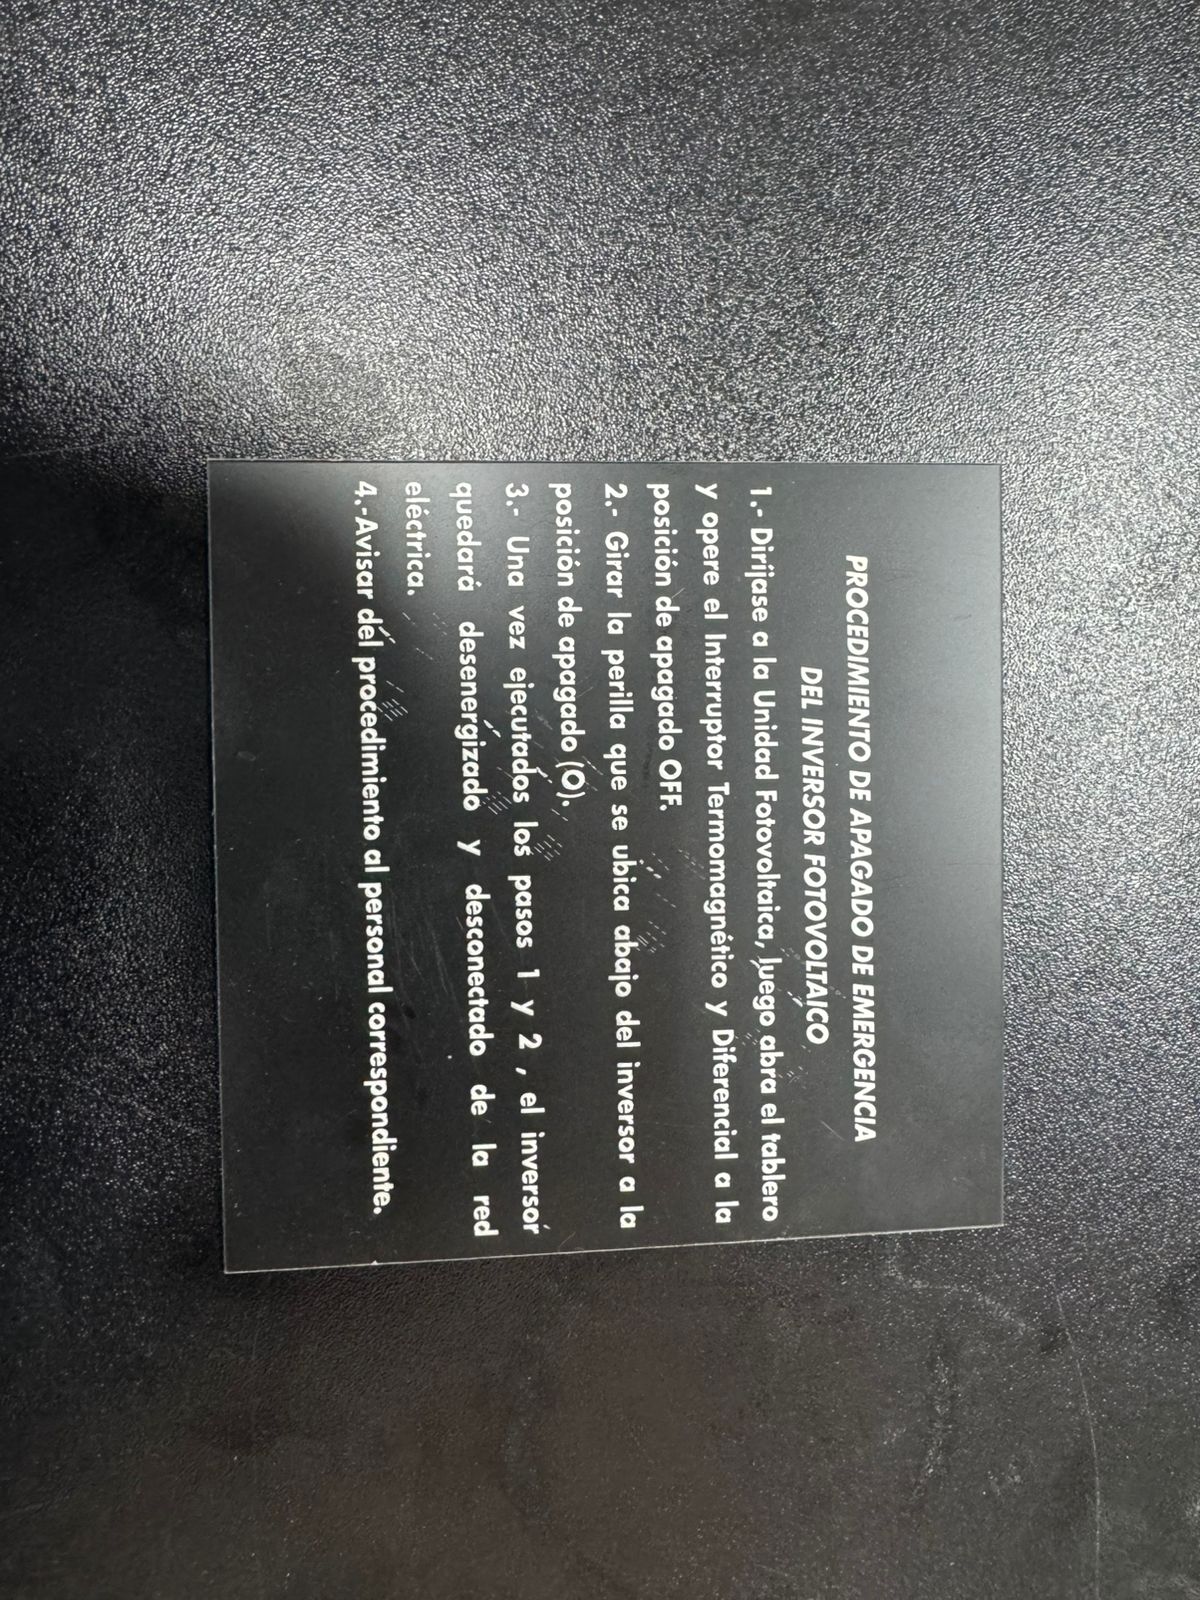 PROCEDIMIENTO DE APAGADO DE EMERGENCIA
DEL INVERSOR FOTOVOLTAICO
1.- Diríjase a la Unidad Fotovoltaica, luego abra el tablero
y opere el Interruptor Termomagnético y Diferencial a la
posición de apagado OFF.
2.- Girar la perilla que se ubica abajo del inversor a la
posición de apagado (O).
3.- Una vez ejecutados los pasos 1 y 2 , el inversor
quedará desenergizado y desconectado de la red
eléctrica.
4.-Avisar del procedimiento al personal correspondiente.